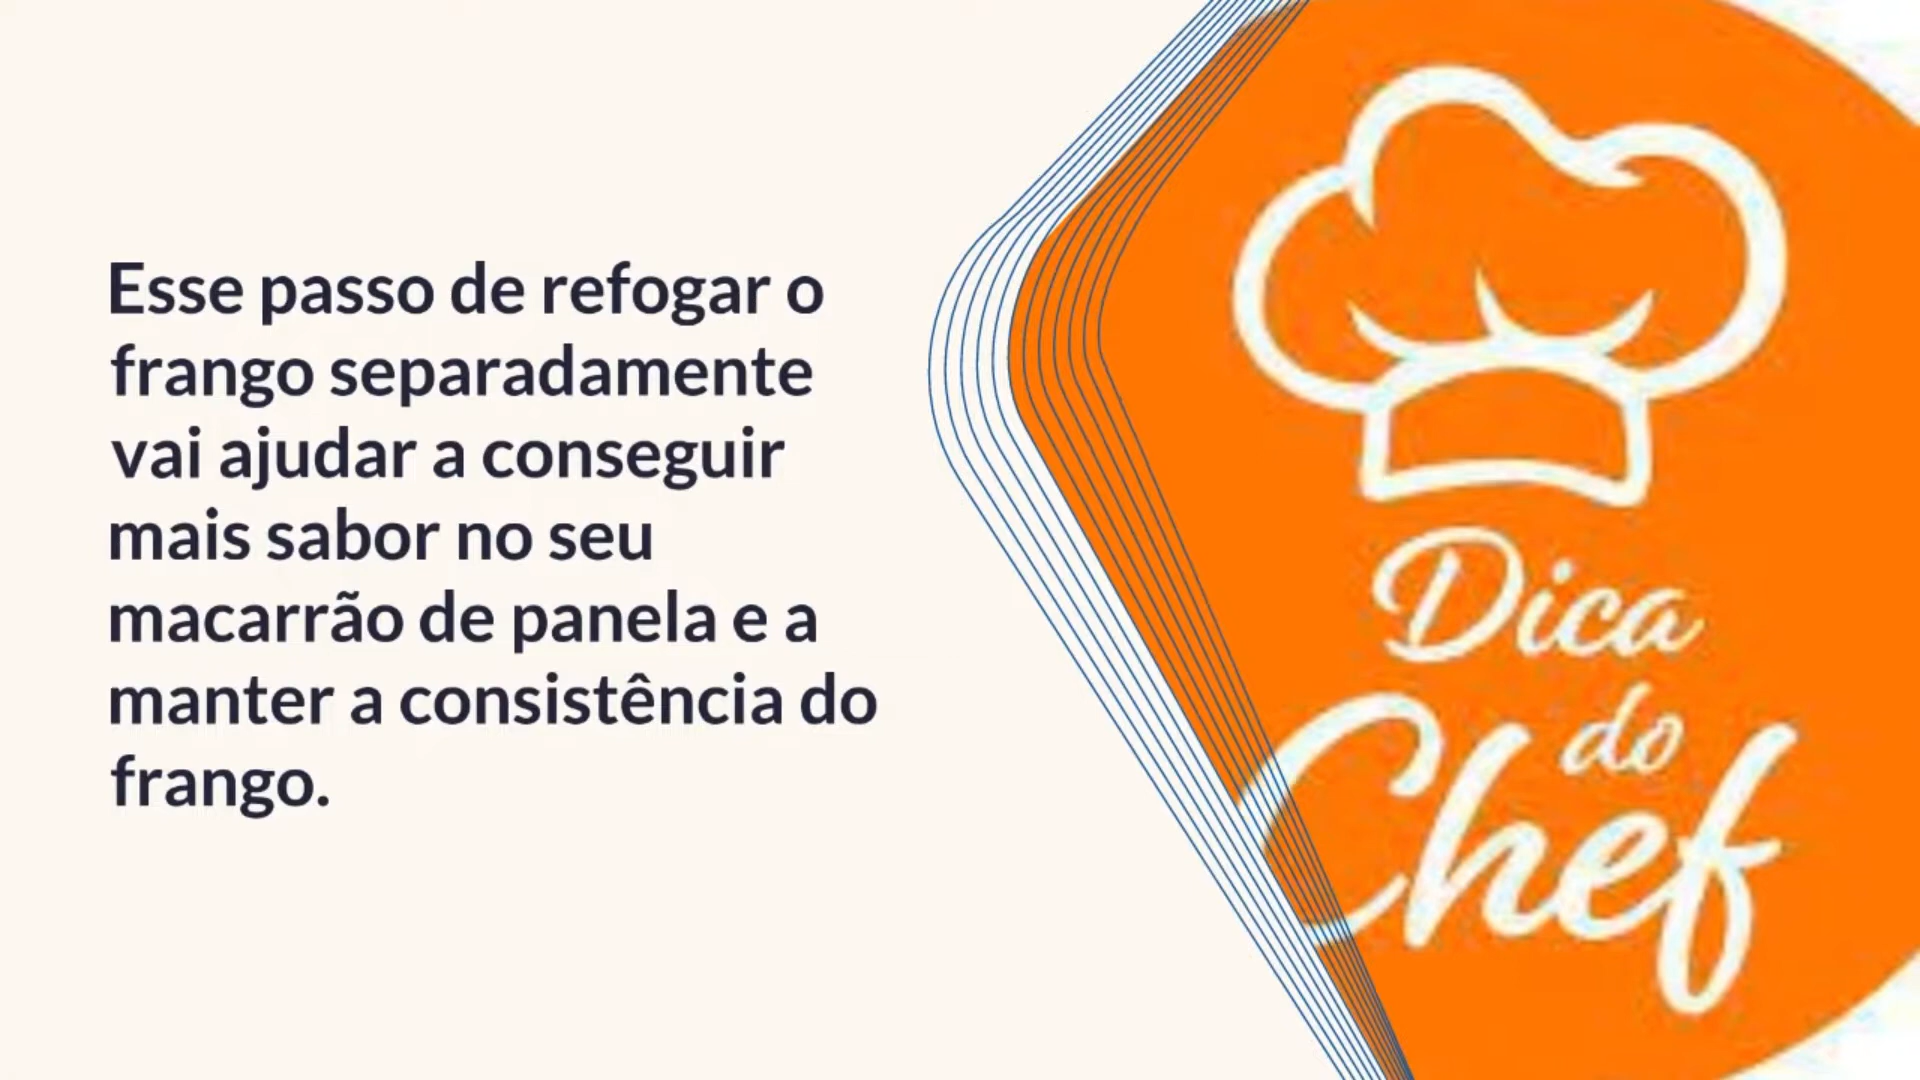 Esse passo de refogar o
frango separadamente
vai ajudar a conseguir
mais sabor no seu
macarrão de panela e a
manter a consistência do
frango.
Dica
do
Chef